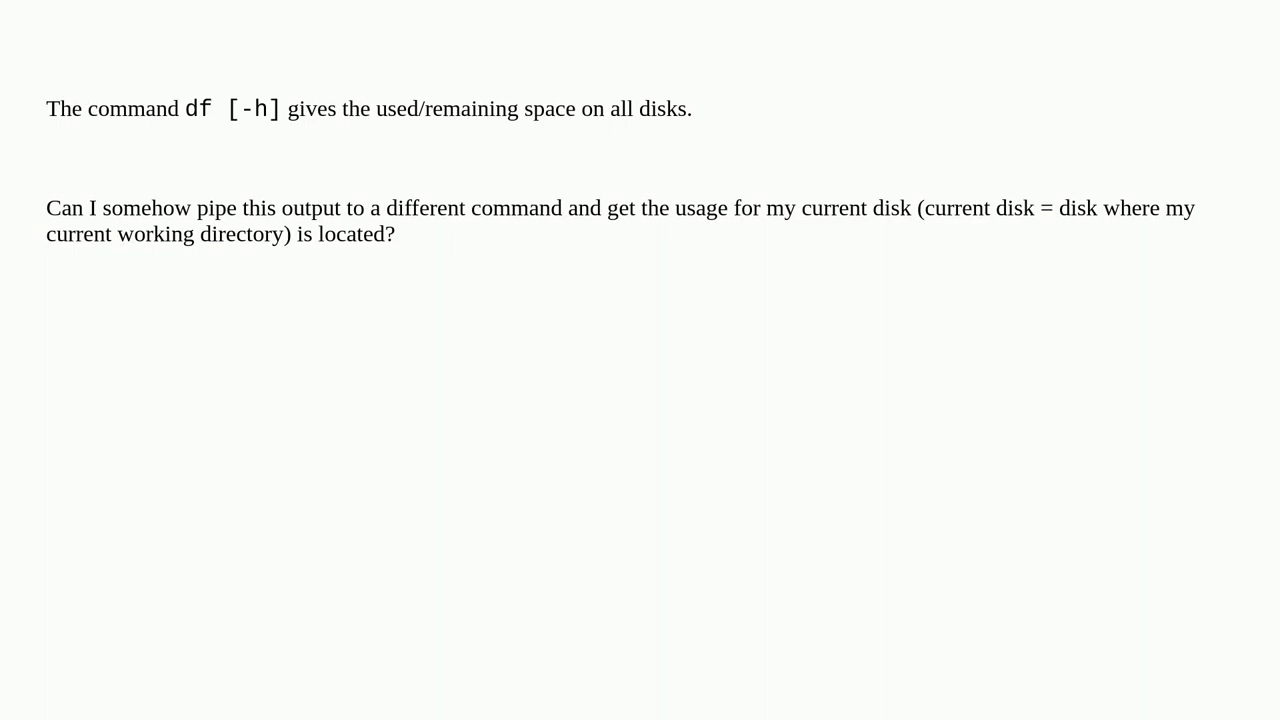 The command df [-h] gives the used/remaining space on all disks.
Can I somehow pipe this output to a different command and get the usage for my current disk (current disk = disk where my
current working directory) is located?